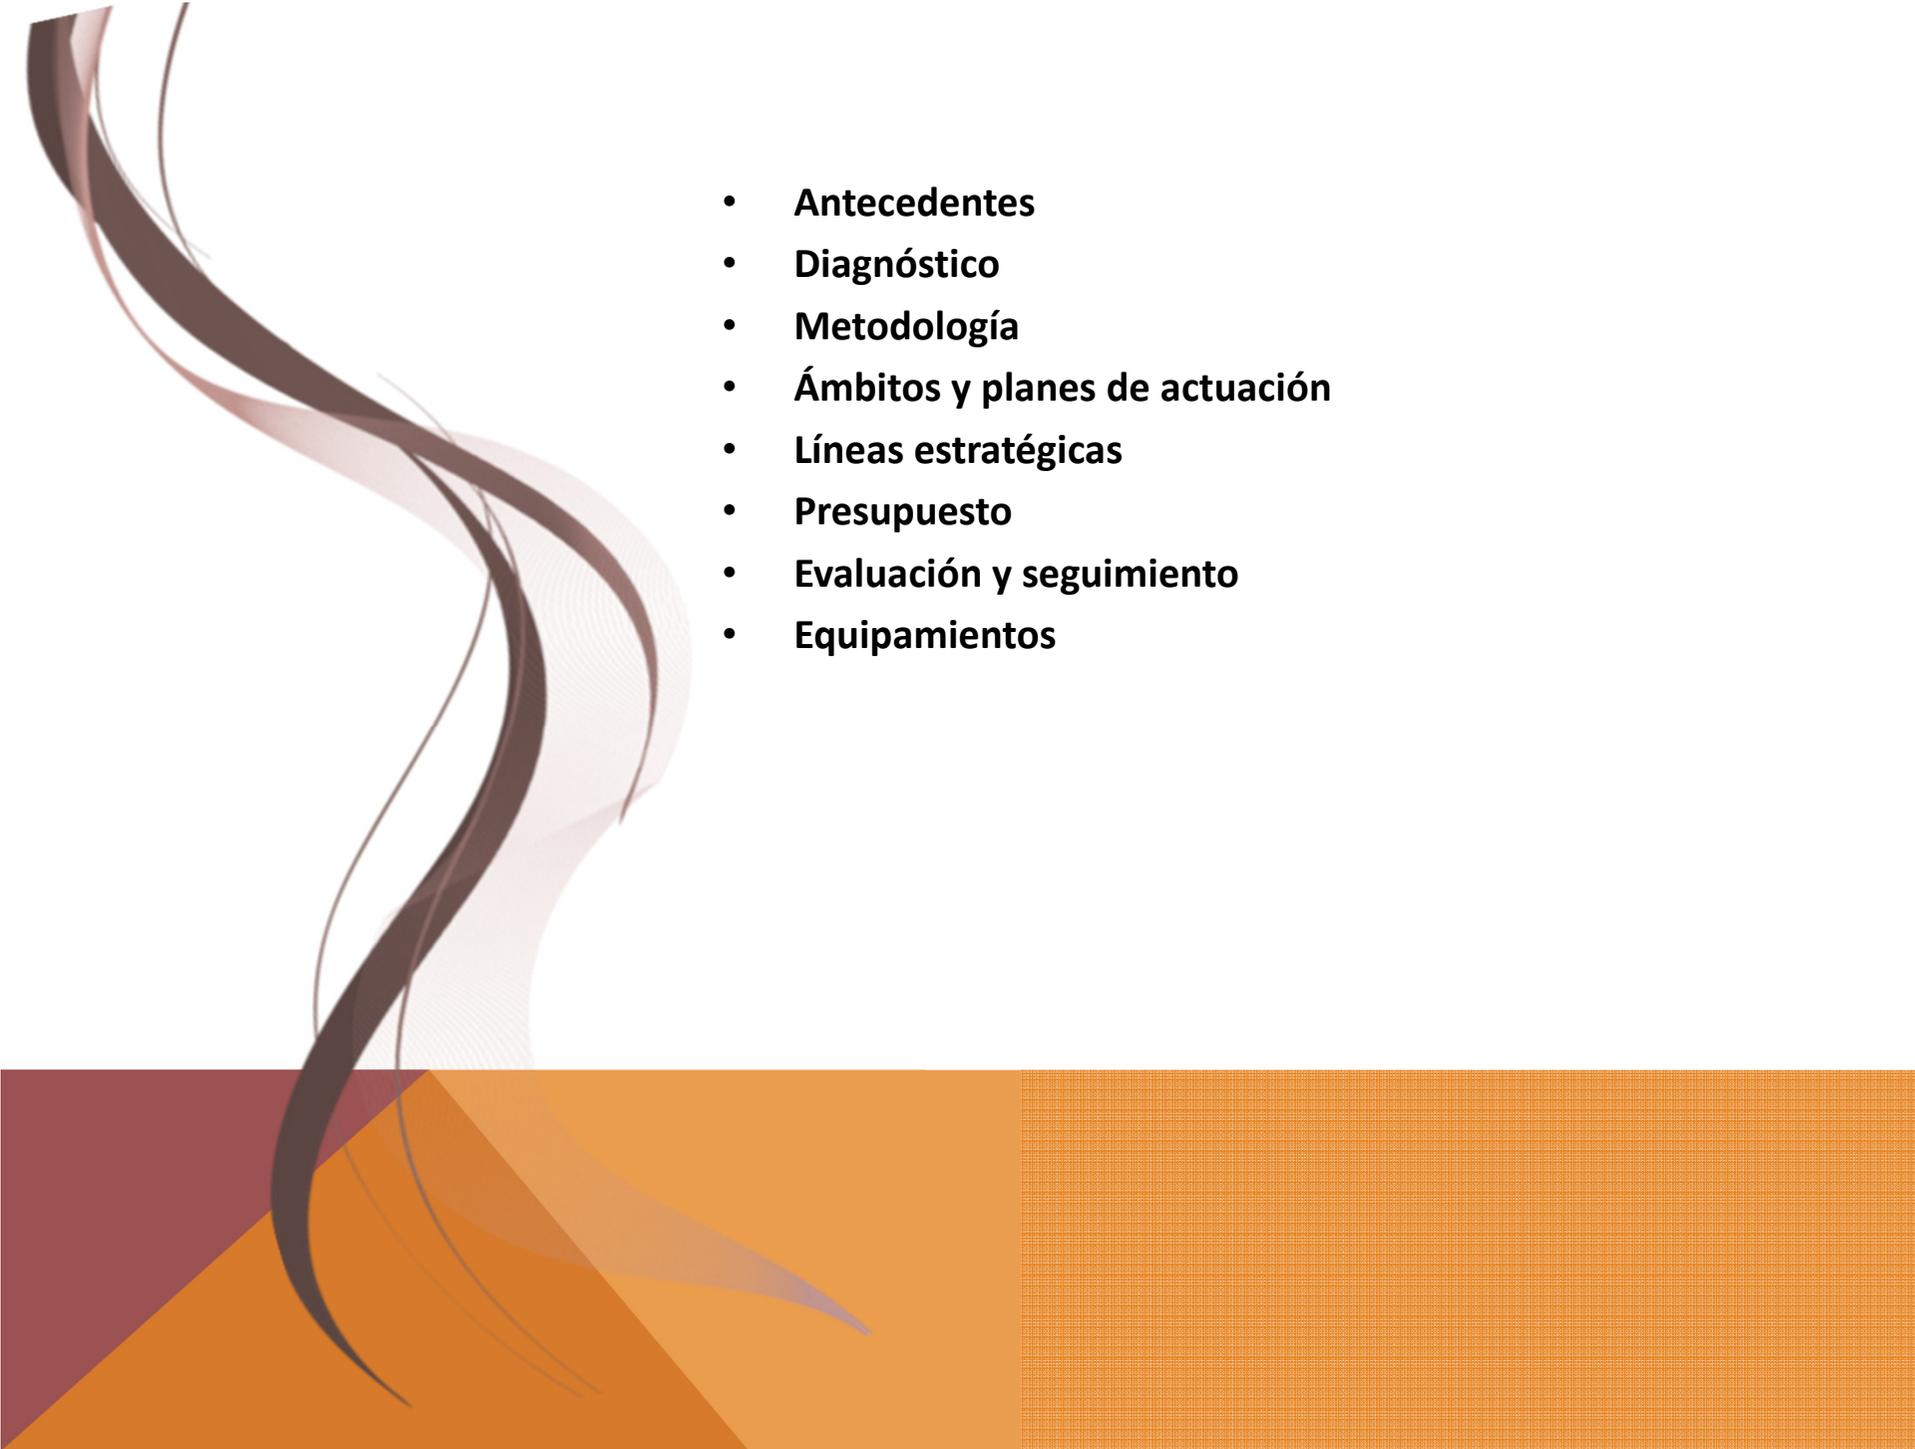 • Antecedentes
• Diagnóstico
• Metodología
• Ámbitos y planes de actuación
• Líneas estratégicas
• Presupuesto
• Evaluación y seguimiento
• Equipamientos